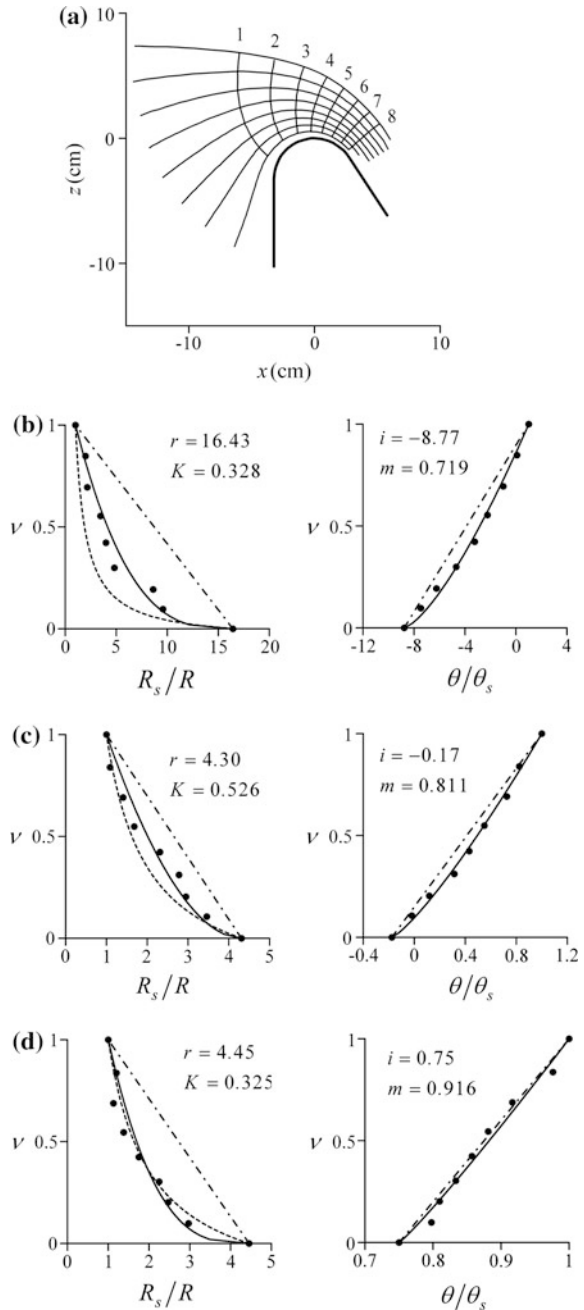 (a)
10
0
-10
z (cm)
1 2 3 4 5 6 7 8
-10 0 10
x (cm)
(b)
1
0.5
0
ν
r = 16.43
K = 0.328
0 5 10 15 20
R_s/R
1
0.5
0
ν
i = −8.77
m = 0.719
-12 -8 -4 0 4
θ/θ_s
(c)
1
0.5
0
ν
r = 4.30
K = 0.526
0 1 2 3 4 5
R_s/R
1
0.5
0
ν
i = −0.17
m = 0.811
-0.4 0 0.4 0.8 1.2
θ/θ_s
(d)
1
0.5
0
ν
r = 4.45
K = 0.325
0 1 2 3 4 5
R_s/R
1
0.5
0
ν
i = 0.75
m = 0.916
0.7 0.8 0.9 1
θ/θ_s